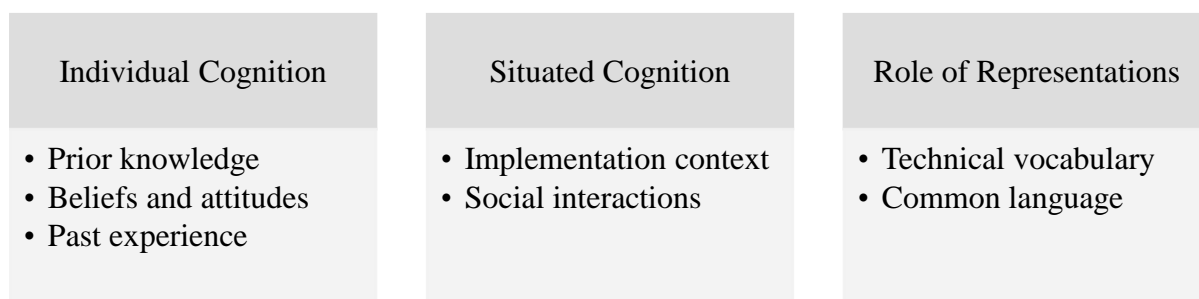 Individual Cognition
• Prior knowledge
• Beliefs and attitudes
• Past experience
Situated Cognition
• Implementation context
• Social interactions
Role of Representations
• Technical vocabulary
• Common language